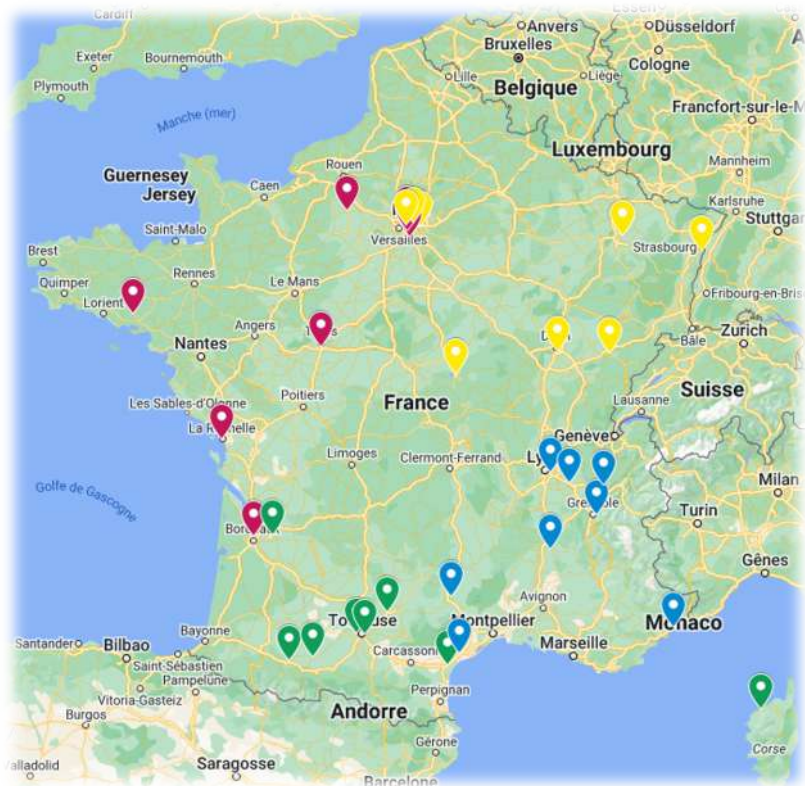 Cardiff
Anvers
Düsseldorf
Exeter
Bournemouth
Bruxelles
Lille
Liège
Cologne
Plymouth
Belgique
Manche (mer)
Francfort-sur-le-M
Luxembourg
Rouen
Mannheim
Guernesey
Jersey
Caen
Karlsruhe
Stuttgar
Versailles
Strasbourg
Saint-Malo
Brest
Quimper
Rennes
Le Mans
Lorient
Fribourg-en-Bris
Angers
Nantes
Bâle
Zurich
Suisse
Poitiers
France
Les Sables-d'Olonne
Lausanne
Genève
Limoges
Clermont-Ferrand
Milan
Golfe de Gascogne
Turin
Gênes
Avignon
Monaco
Montpellier
Bayonne
Santander
Bilbao
Marseille
Saint-Sébastien
Pampelune
Perpignan
Vitoria-Gasteiz
Andorre
Burgos
Gérone
Corse
Saragosse
Barcelone